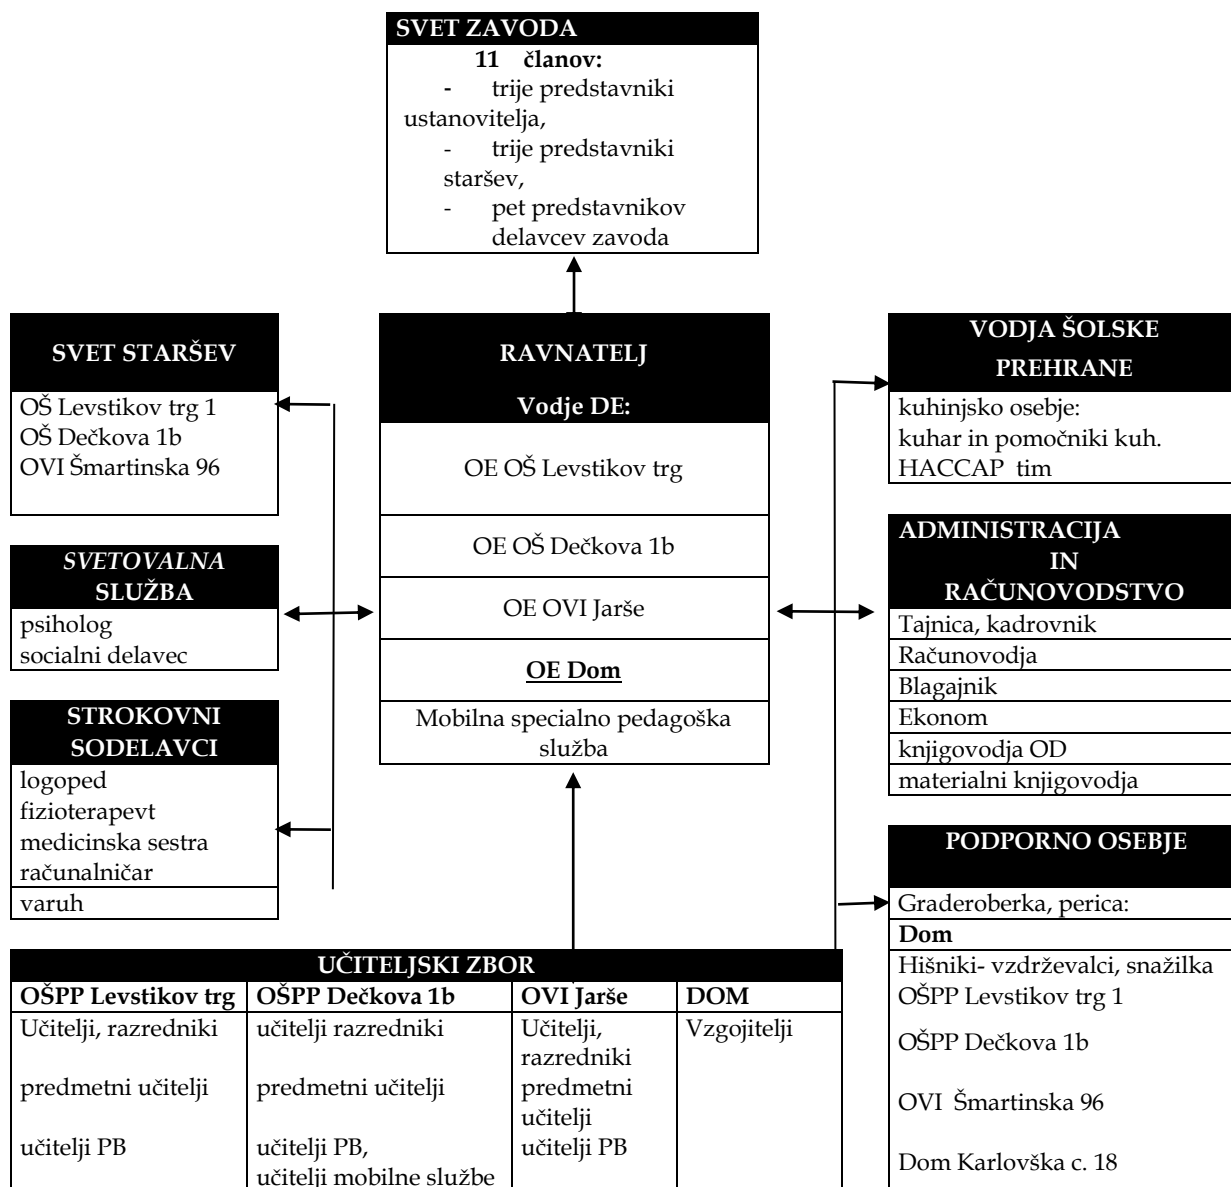 SVET ZAVODA
11 članov:
- trije predstavniki
ustanovitelja,
- trije predstavniki
staršev,
- pet predstavnikov
delavcev zavoda
SVET STARŠEV
OŠ Levstikov trg 1
OŠ Dečkova 1b
OVI Šmartinska 96
SVETOVALNA
SLUŽBA
psiholog
socialni delavec
STROKOVNI
SODELAVCI
logoped
fizioterapevt
medicinska sestra
računalničar
varuh
RAVNATELJ
Vodje DE:
OE OŠ Levstikov trg
OE OŠ Dečkova 1b
OE OVI Jarše
OE Dom
Mobilna specialno pedagoška
služba
VODJA ŠOLSKE
PREHRANE
kuhinjsko osebje:
kuhar in pomočniki kuh.
HACCAP tim
ADMINISTRACIJA
IN
RAČUNOVODSTVO
Tajnica, kadrovnik
Računovodja
Blagajnik
Ekonom
knjigovodja OD
materialni knjigovodja
PODPORNO OSEBJE
Graderoberka, perica:
Dom
Hišniki- vzdrževalci, snažilka
OŠPP Levstikov trg 1
OŠPP Dečkova 1b
OVI Šmartinska 96
Dom Karlovška c. 18
UČITELJSKI ZBOR
OŠPP Levstikov trg
Učitelji, razredniki
predmetni učitelji
učitelji PB
OŠPP Dečkova 1b
učitelji razredniki
predmetni učitelji
učitelji PB,
učitelji mobilne službe
OVI Jarše
Učitelji,
razredniki
predmetni
učitelji
učitelji PB
DOM
Vzgojitelji